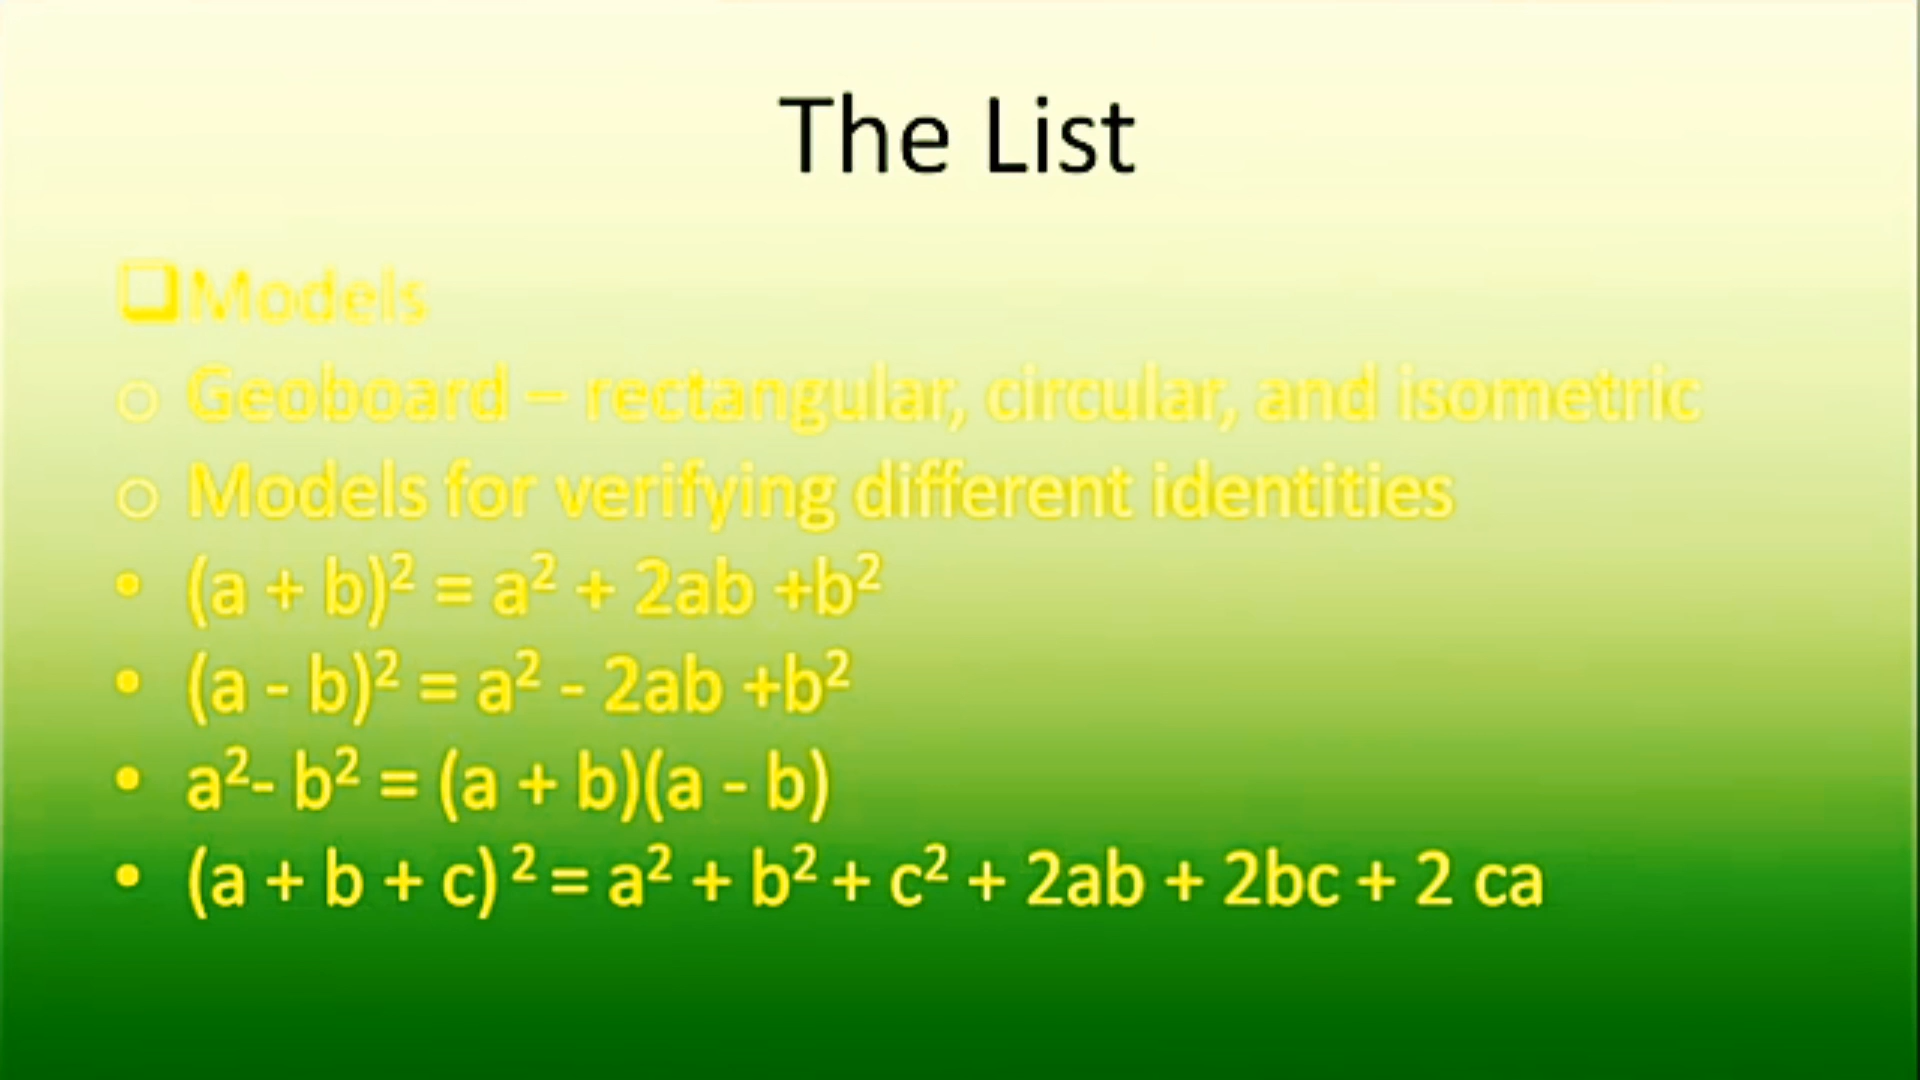 The List
❑Models
o Geoboard – rectangular, circular, and isometric
o Models for verifying different identities
• (a + b)² = a² + 2ab +b²
• (a - b)² = a² - 2ab +b²
• a²- b² = (a + b)(a - b)
• (a + b + c) ² = a² + b² + c² + 2ab + 2bc + 2 ca